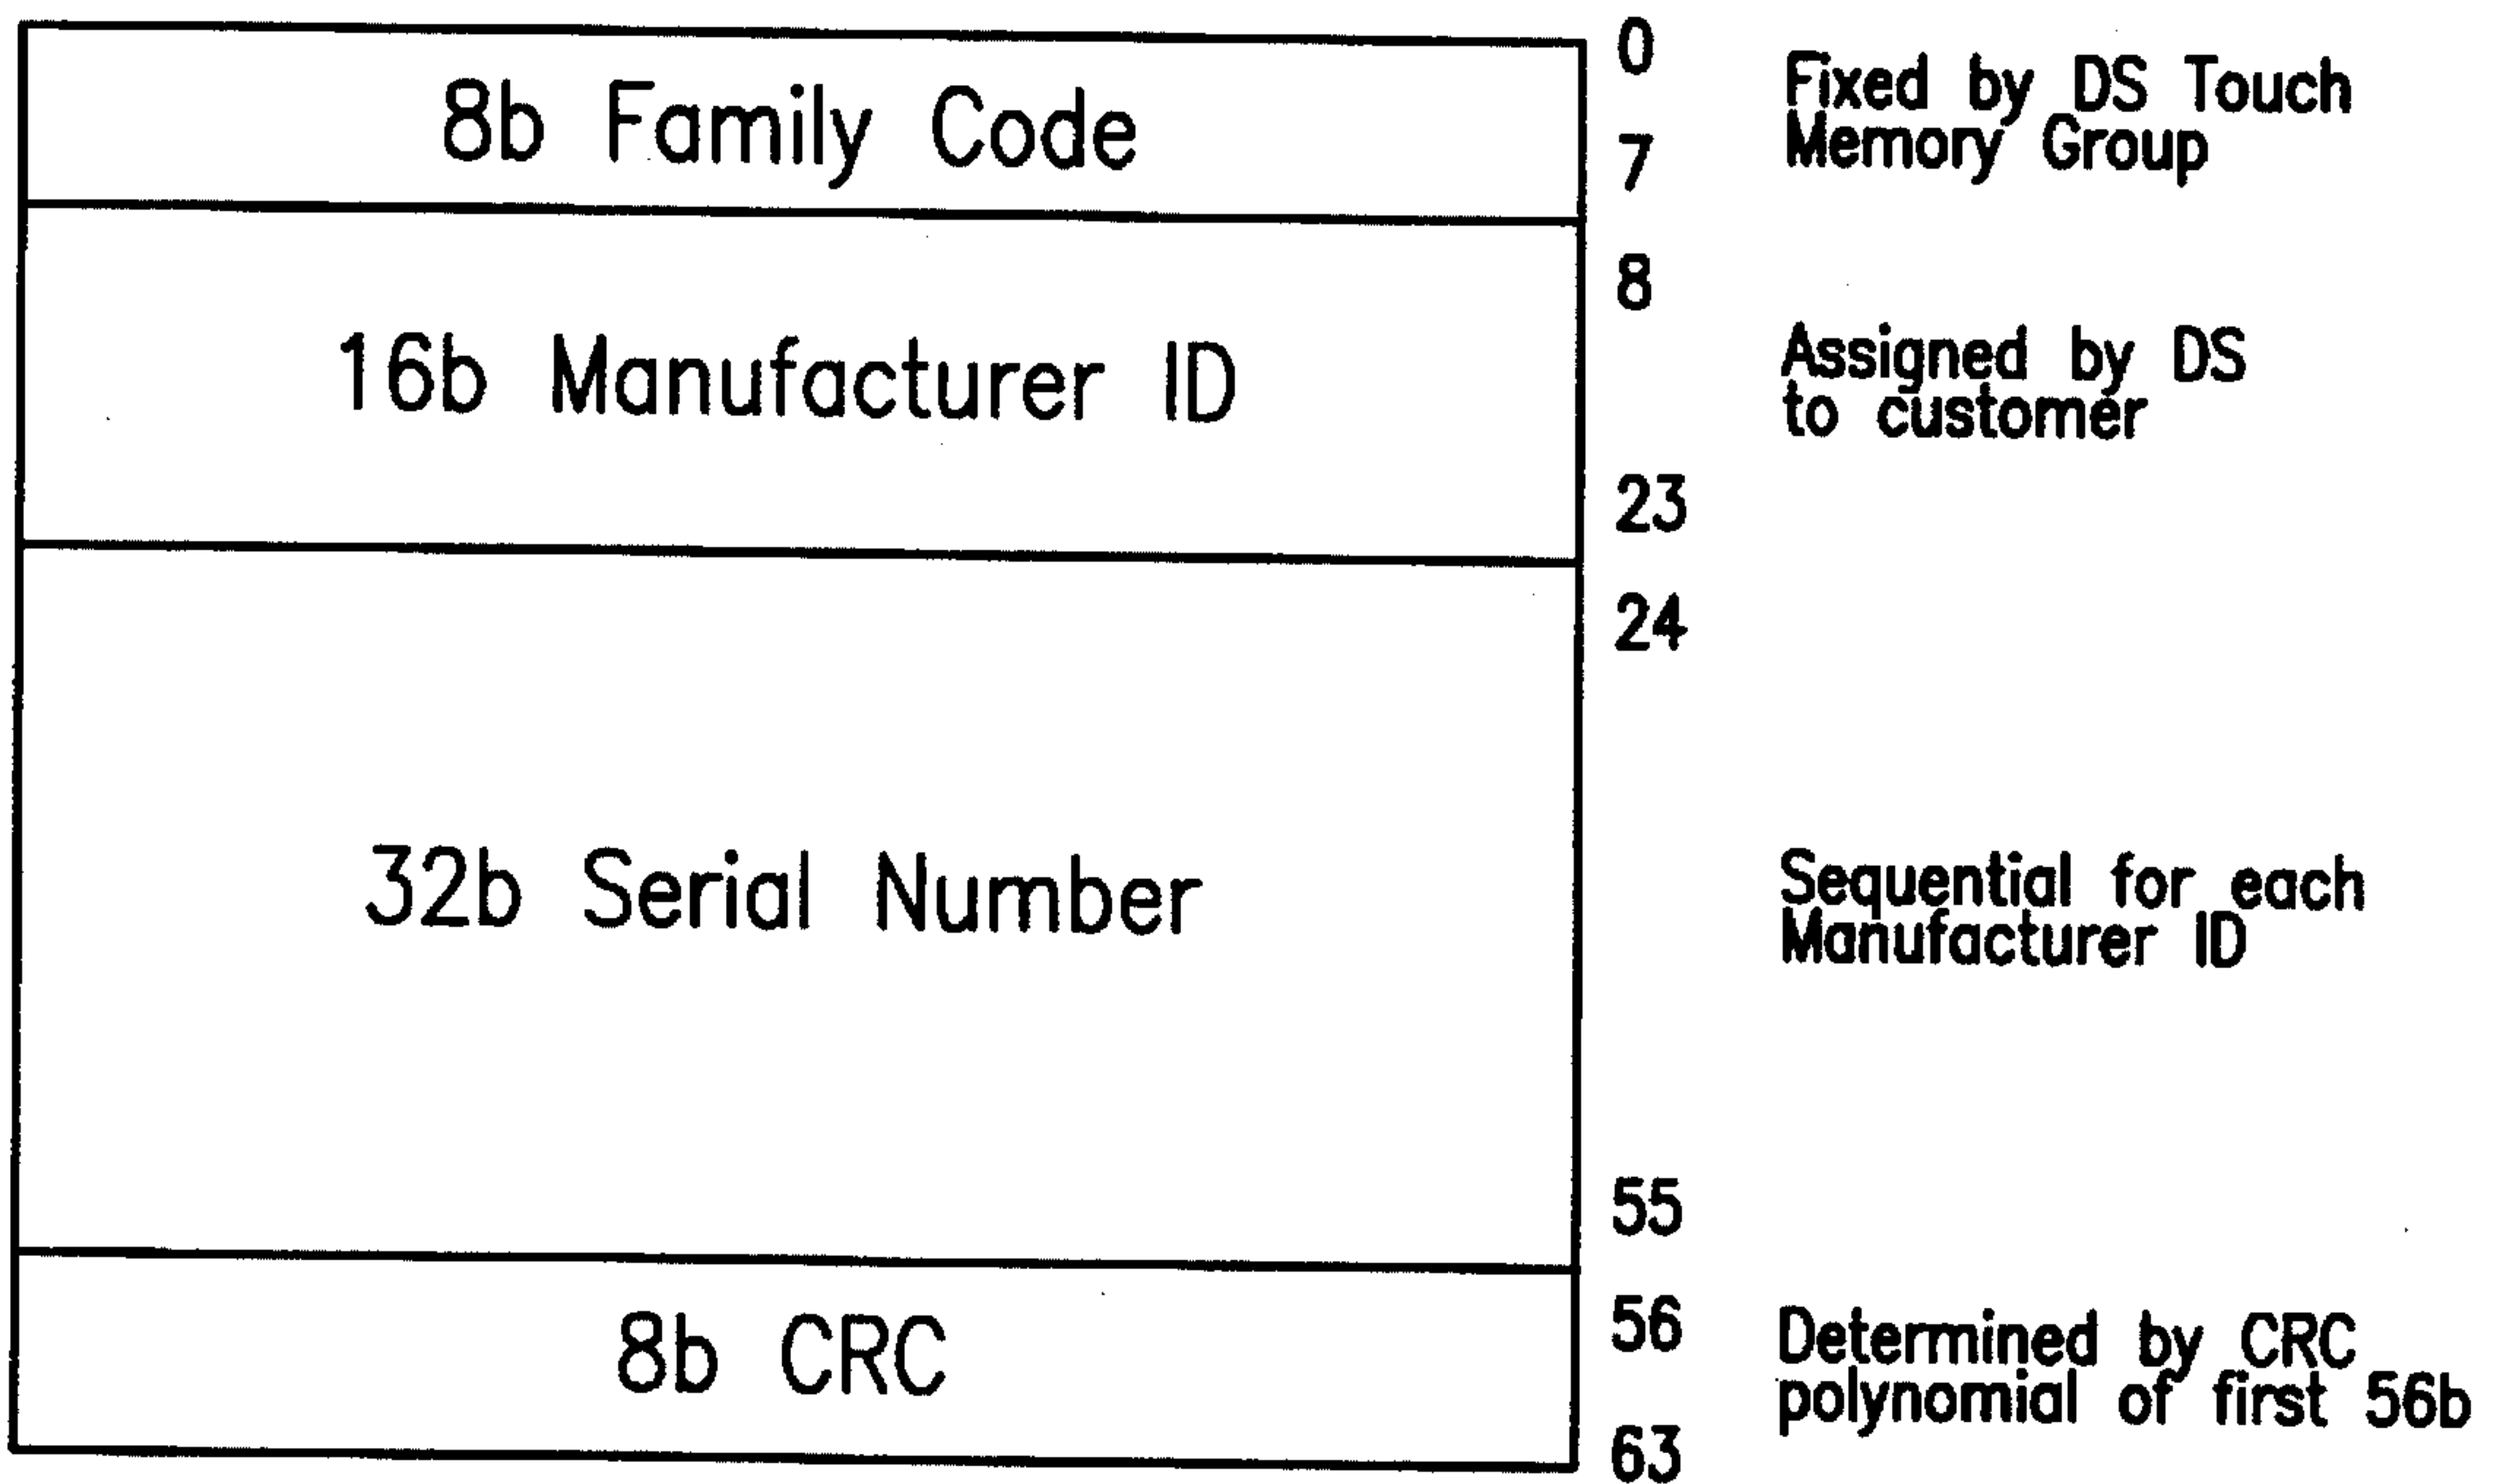 8b Family Code
0
7
Fixed by DS Touch
Memory Group
16b Manufacturer ID
8
23
Assigned by DS
to customer
32b Serial Number
24
55
Sequential for each
Manufacturer ID
8b CRC
56
63
Determined by CRC
polynomial of first 56b